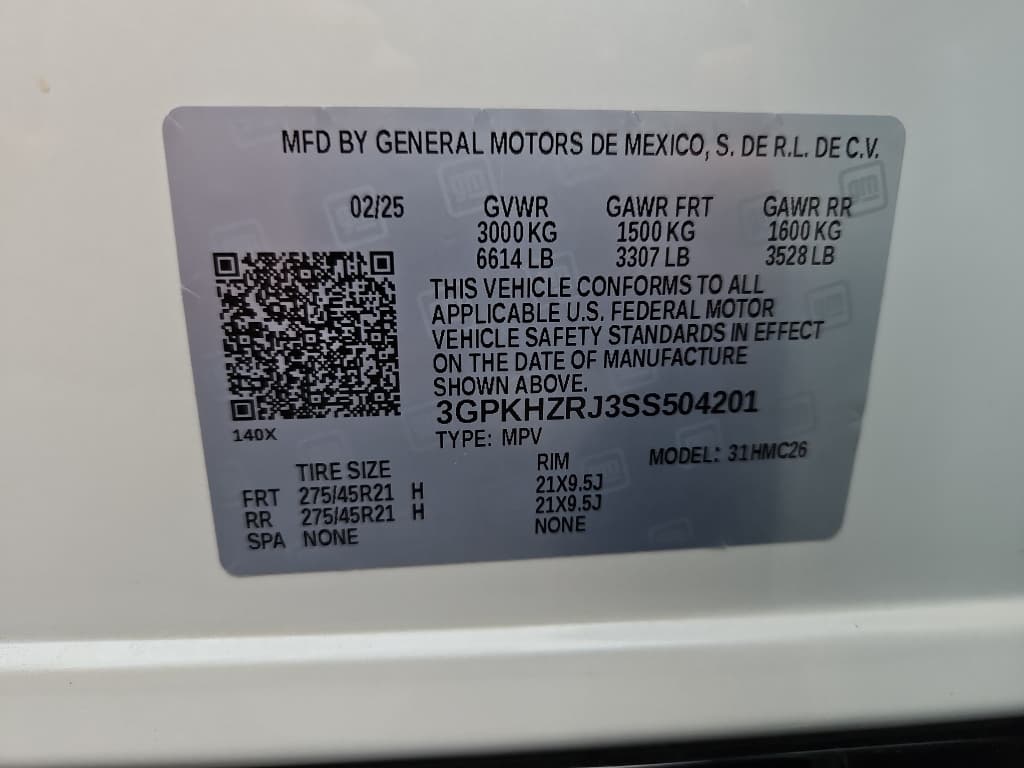 MFD BY GENERAL MOTORS DE MEXICO, S. DE R.L. DE C.V.
02/25 GVWR GAWR FRT GAWR RR
3000 KG 1500 KG 1600 KG
6614 LB 3307 LB 3528 LB
THIS VEHICLE CONFORMS TO ALL
APPLICABLE U.S. FEDERAL MOTOR
VEHICLE SAFETY STANDARDS IN EFFECT
ON THE DATE OF MANUFACTURE
SHOWN ABOVE.
3GPKHZRJ3SS504201
140X
TYPE: MPV
MODEL: 31HMC26
TIRE SIZE RIM
FRT 275/45R21 H 21X9.5J
RR 275/45R21 H 21X9.5J
SPA NONE NONE
gm
gm